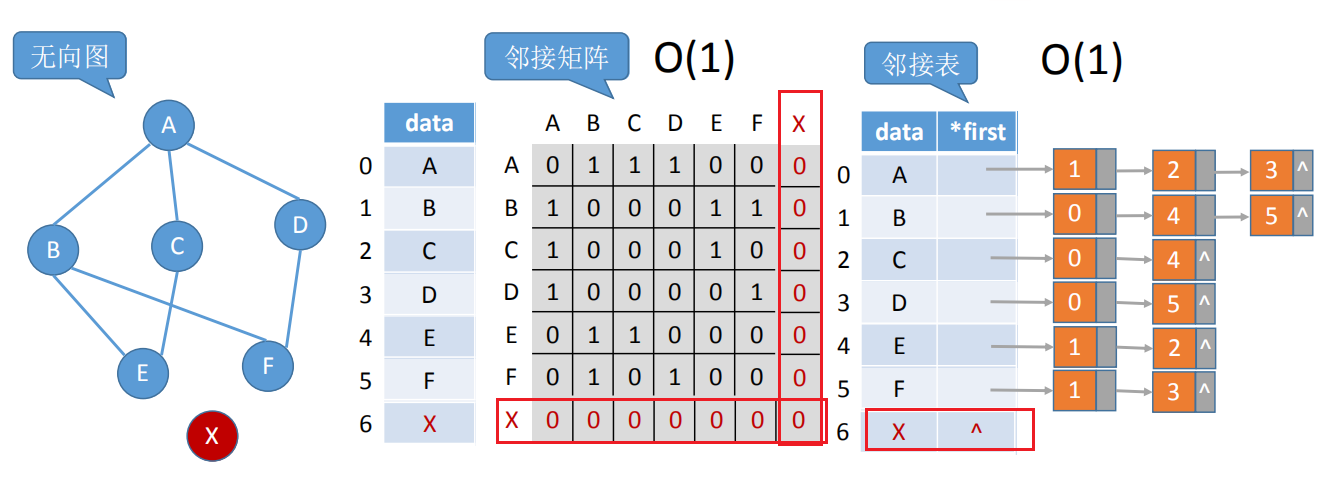 无向图
A
B
C
D
E
F
X
data
0 A
1 B
2 C
3 D
4 E
5 F
6 X
邻接矩阵 O(1)
A B C D E F X
A 0 1 1 1 0 0 0
B 1 0 0 0 1 1 0
C 1 0 0 0 1 0 0
D 1 0 0 0 0 1 0
E 0 1 1 0 0 0 0
F 0 1 0 1 0 0 0
X 0 0 0 0 0 0 0
邻接表 O(1)
data *first
0 A 1 2 3 ^
1 B 0 4 5 ^
2 C 0 4 ^
3 D 0 5 ^
4 E 1 2 ^
5 F 1 3 ^
6 X ^